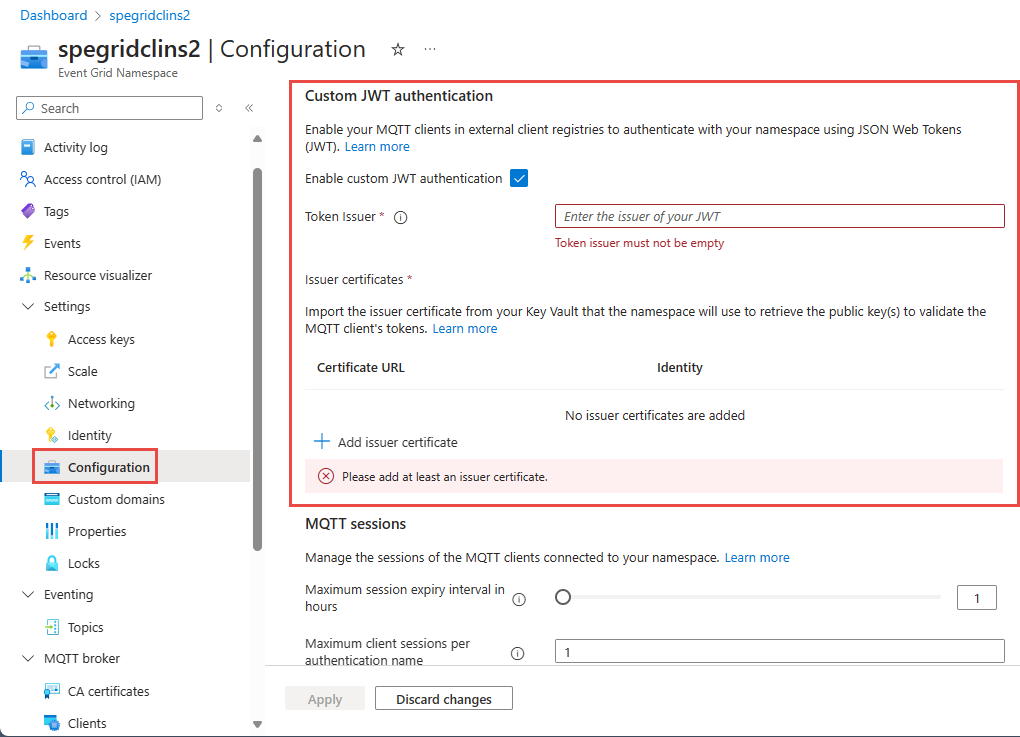 Dashboard > spegridclins2
spegridclins2 | Configuration
Event Grid Namespace
Search
Activity log
Access control (IAM)
Tags
Events
Resource visualizer
Settings
Access keys
Scale
Networking
Identity
Configuration
Custom domains
Properties
Locks
Eventing
Topics
MQTT broker
CA certificates
Clients
Custom JWT authentication
Enable your MQTT clients in external client registries to authenticate with your namespace using JSON Web Tokens
(JWT). Learn more
Enable custom JWT authentication
Token Issuer *
Enter the issuer of your JWT
Token issuer must not be empty
Issuer certificates *
Import the issuer certificate from your Key Vault that the namespace will use to retrieve the public key(s) to validate the
MQTT client's tokens. Learn more
Certificate URL Identity
No issuer certificates are added
Add issuer certificate
Please add at least an issuer certificate.
MQTT sessions
Manage the sessions of the MQTT clients connected to your namespace. Learn more
Maximum session expiry interval in
hours
1
Maximum client sessions per
authentication name
1
Apply Discard changes